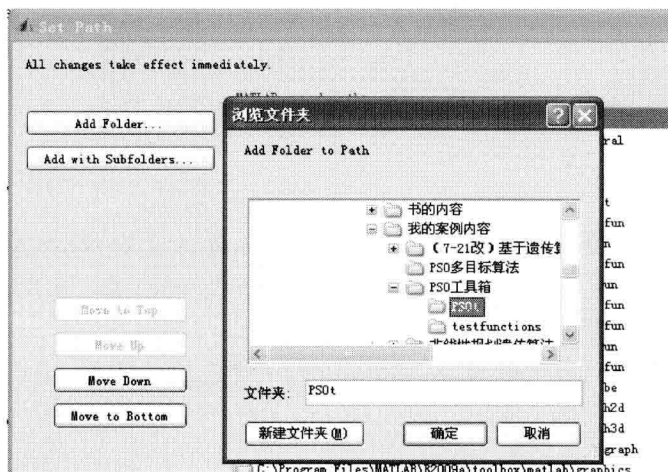 Set Path
All changes take effect immediately.
Add Folder...
Add with Subfolders...
Move to Top
Move Up
Move Down
Move to Bottom
浏览文件夹
Add Folder to Path
书的内容
我的案例内容
(7-21改)基于遗传算
PSO多目标算法
PSO工具箱
PSOt
testfunctions
文件夹: PSOt
新建文件夹(M)
确定
取消
ral
t
fun
n
fun
un
fun
fun
un
fun
be
h2d
h3d
graph
C:\Program Files\MATLAB\R2009a\toolbox\matlab\graphics